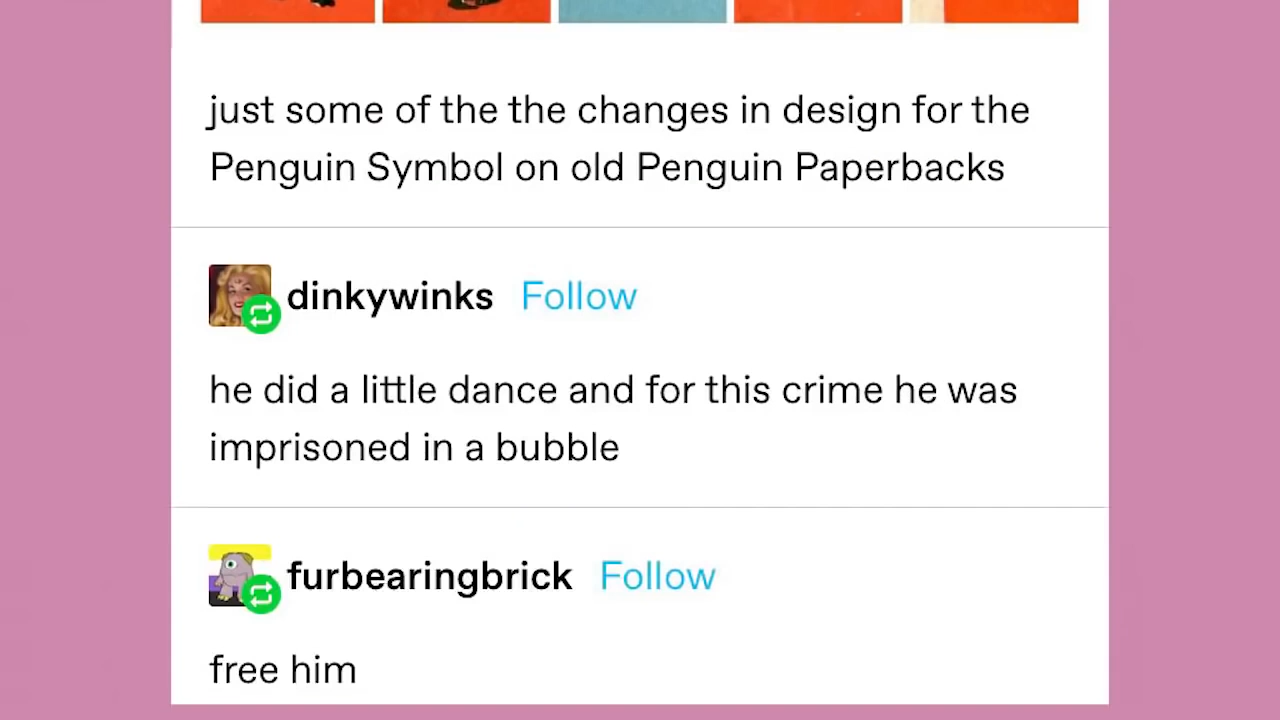 just some of the the changes in design for the
Penguin Symbol on old Penguin Paperbacks
dinkywinks Follow
he did a little dance and for this crime he was
imprisoned in a bubble
furbearingbrick Follow
free him